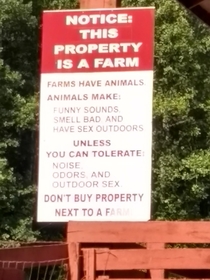 NOTICE:
THIS
PROPERTY
IS A FARM
FARMS HAVE ANIMALS
ANIMALS MAKE:
FUNNY SOUNDS,
SMELL BAD, AND
HAVE SEX OUTDOORS
UNLESS
YOU CAN TOLERATE:
NOISE,
ODORS, AND
OUTDOOR SEX
DON'T BUY PROPERTY
NEXT TO A FARM